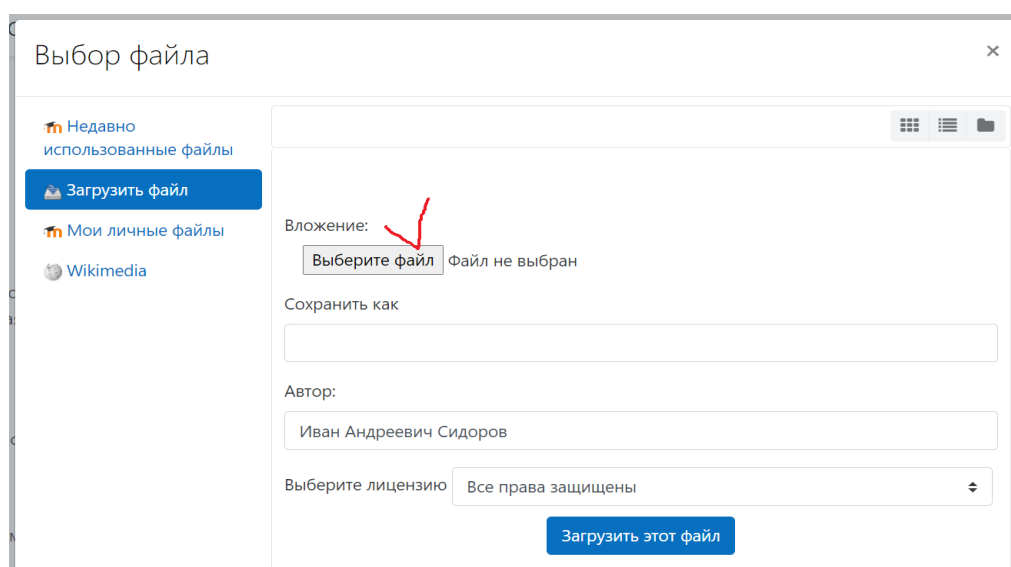 Выбор файла
×
Недавно
использованные файлы
Загрузить файл
Мои личные файлы
Wikimedia
Вложение:
Выберите файл Файл не выбран
Сохранить как
Автор:
Иван Андреевич Сидоров
Выберите лицензию Все права защищены
Загрузить этот файл